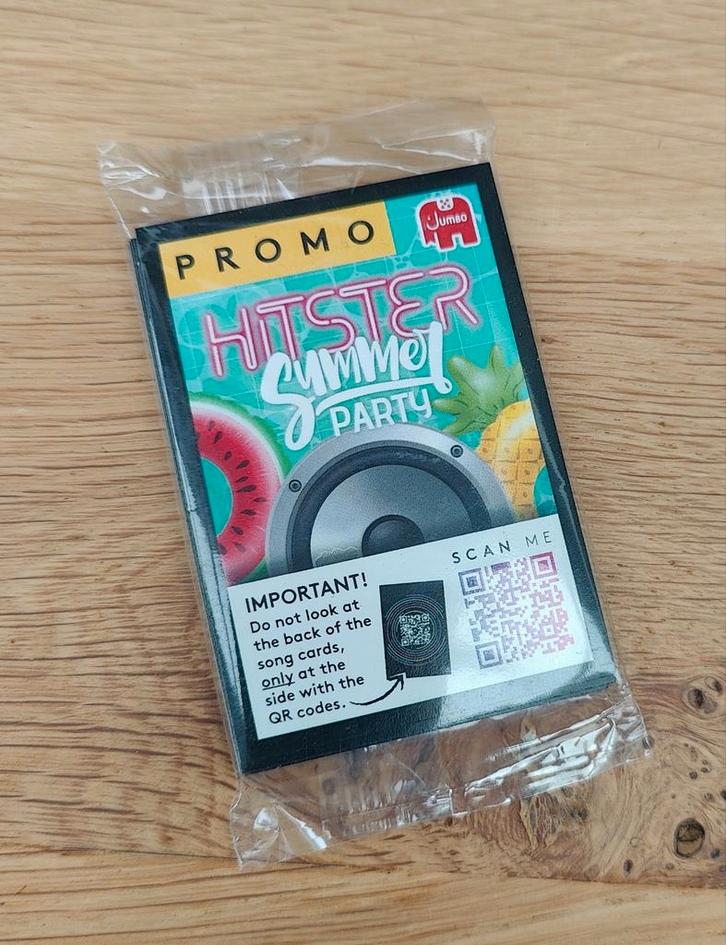 PROMO
JUMBO
HITSTER
Summer
PARTY
SCAN ME
IMPORTANT!
Do not look at
the back of the
song cards,
only at the
side with the
QR codes.